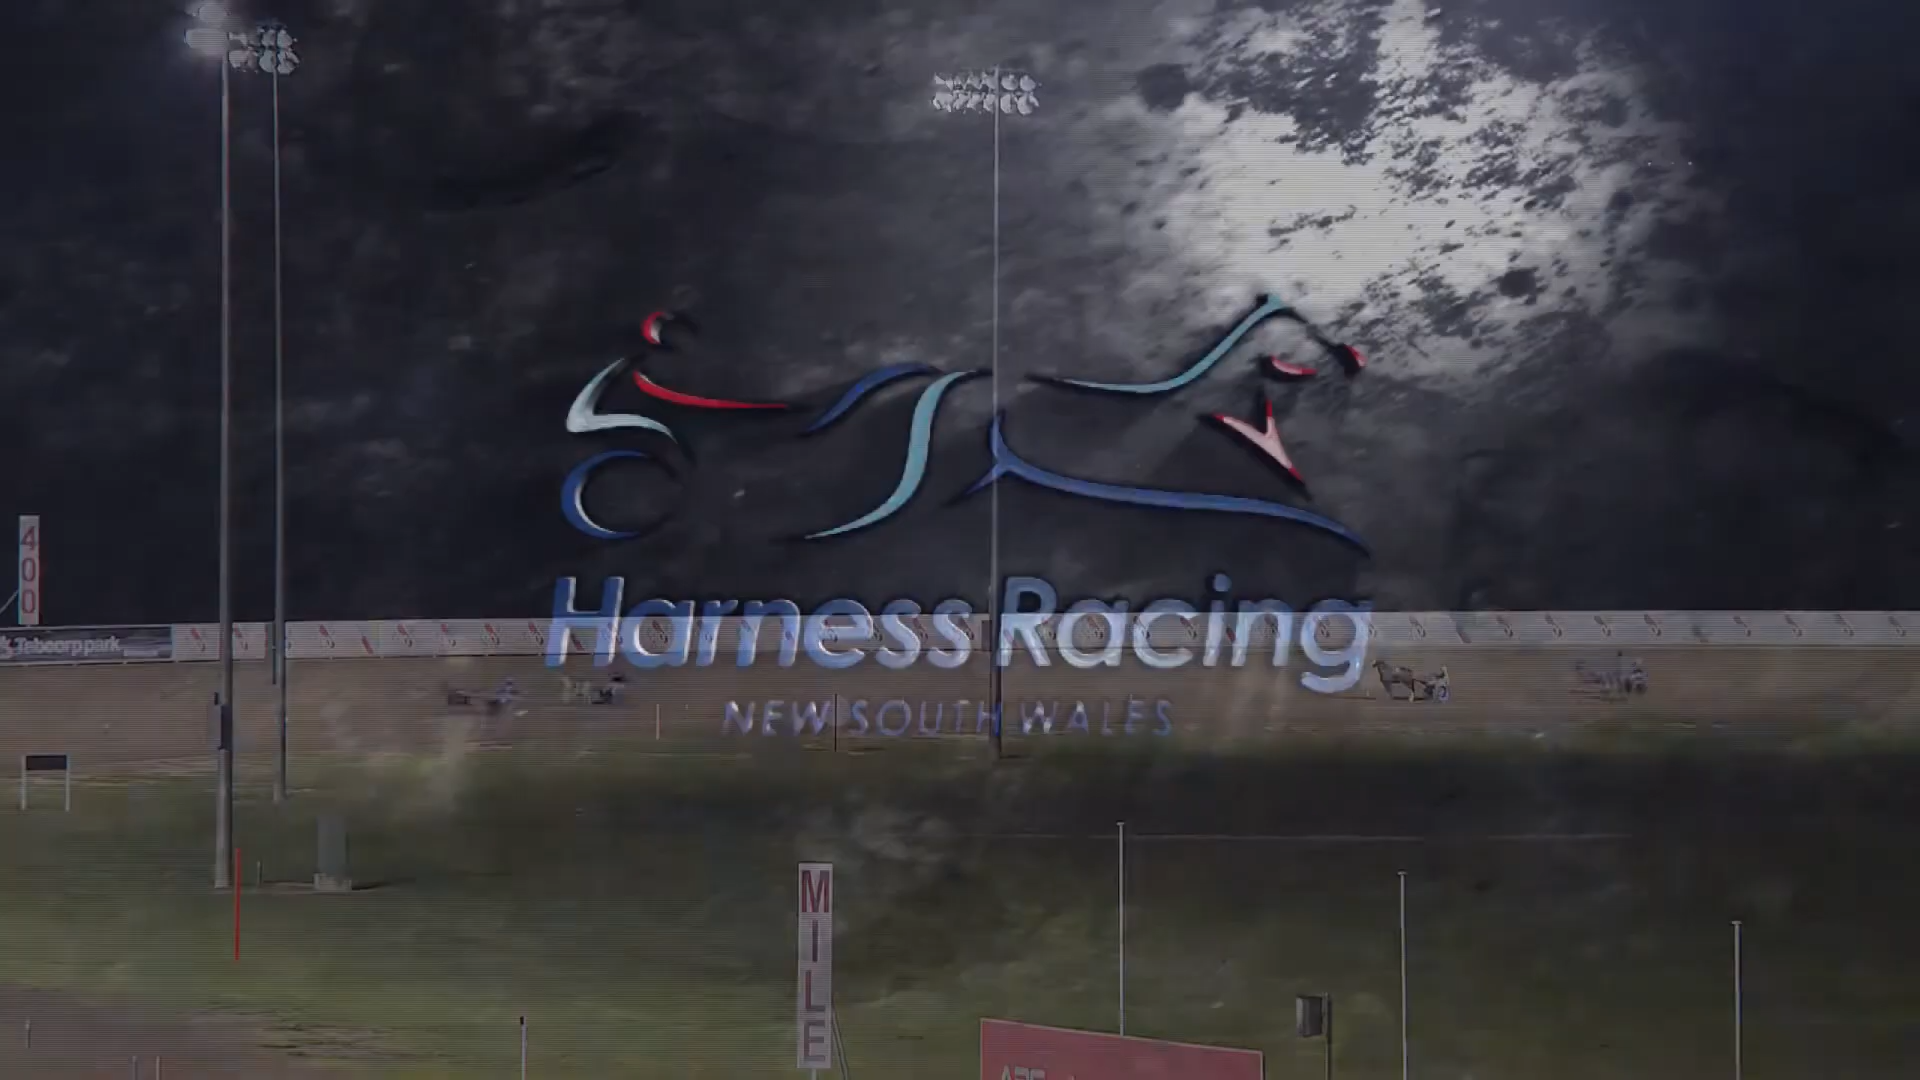 Harness Racing
NEW SOUTH WALES
400
Tabcorp park
MILE